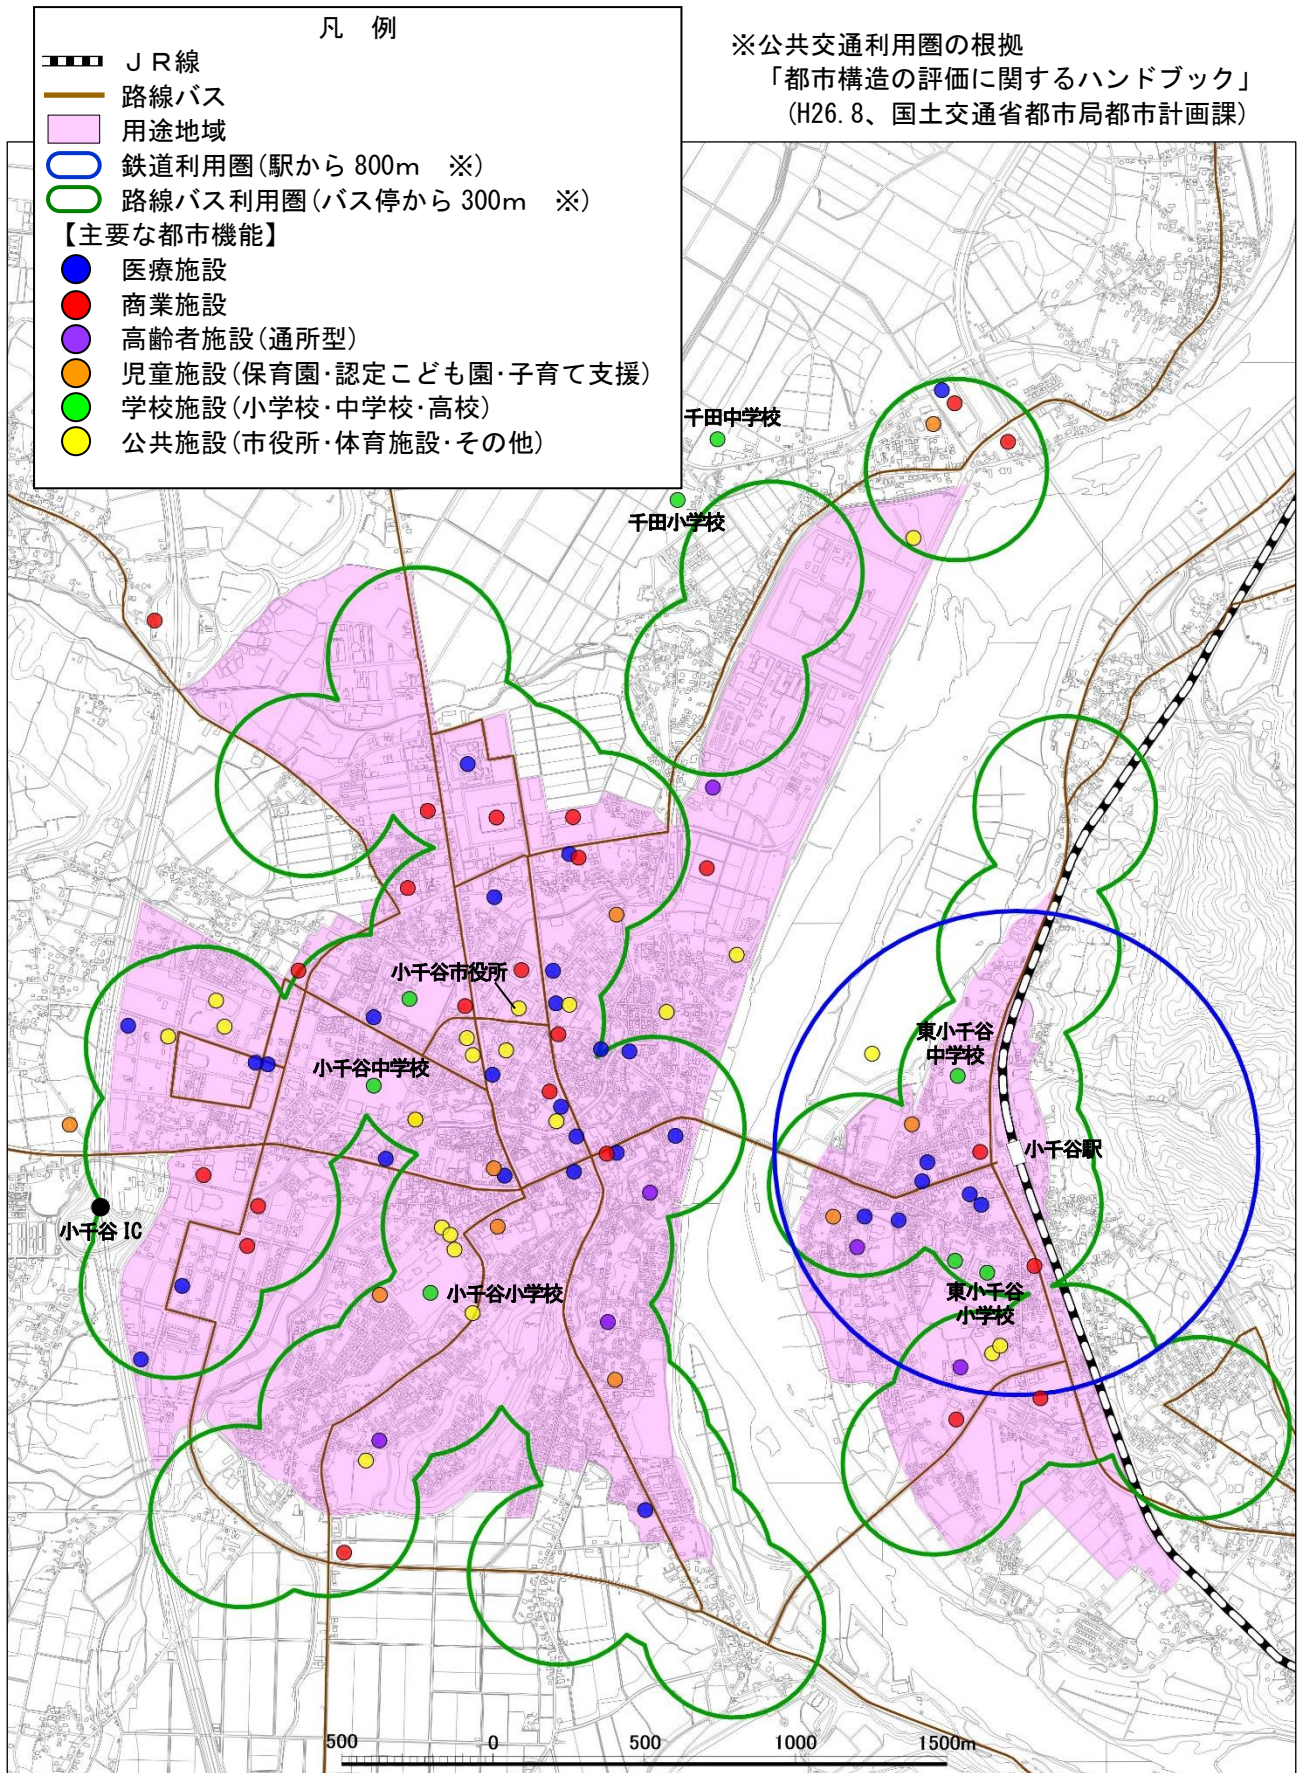 凡　例
ＪＲ線
路線バス
用途地域
鉄道利用圏(駅から 800m　※)
路線バス利用圏(バス停から 300m　※)
【主要な都市機能】
医療施設
商業施設
高齢者施設(通所型)
児童施設(保育園･認定こども園･子育て支援)
学校施設(小学校･中学校･高校)
公共施設(市役所･体育施設･その他)
※公共交通利用圏の根拠
「都市構造の評価に関するハンドブック」
(H26.8、国土交通省都市局都市計画課)
千田中学校
千田小学校
小千谷市役所
東小千谷
中学校
小千谷中学校
小千谷駅
小千谷 IC
小千谷小学校
東小千谷
小学校
500 0 500 1000 1500m